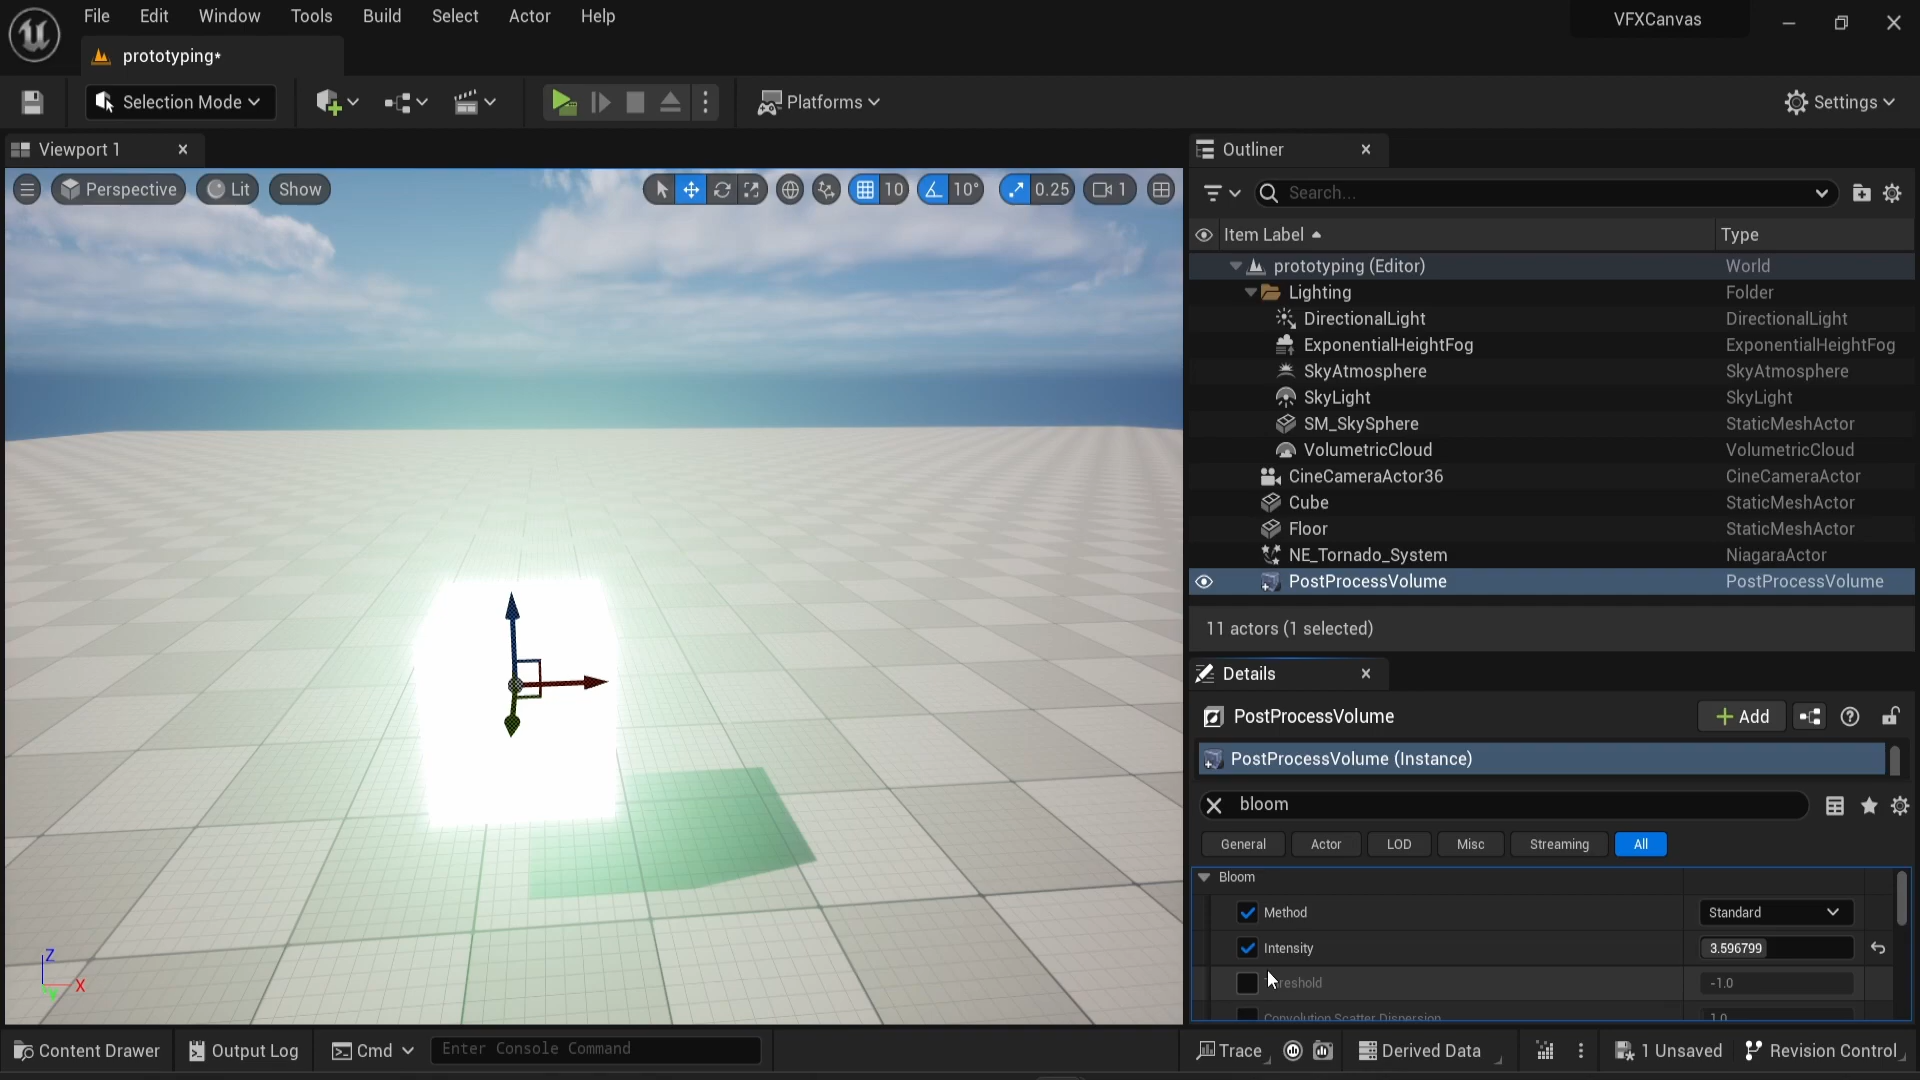 File Edit Window Tools Build Select Actor Help
VFXCanvas
prototyping*
Selection Mode
Platforms
Settings
Viewport 1
Perspective Lit Show
10 10° 0.25 1
Z
X
Outliner
Search...
Item Label Type
prototyping (Editor) World
Lighting Folder
DirectionalLight DirectionalLight
ExponentialHeightFog ExponentialHeightFog
SkyAtmosphere SkyAtmosphere
SkyLight SkyLight
SM_SkySphere StaticMeshActor
VolumetricCloud VolumetricCloud
CineCameraActor36 CineCameraActor
Cube StaticMeshActor
Floor StaticMeshActor
NE_Tornado_System NiagaraActor
PostProcessVolume PostProcessVolume
11 actors (1 selected)
Details
PostProcessVolume
Add
PostProcessVolume (Instance)
bloom
General Actor LOD Misc Streaming All
Bloom
Method Standard
Intensity 3.596799
-1.0
Convolution Scatter Dispersion 1.0
Content Drawer Output Log Cmd Enter Console Command
Trace Derived Data 1 Unsaved Revision Control